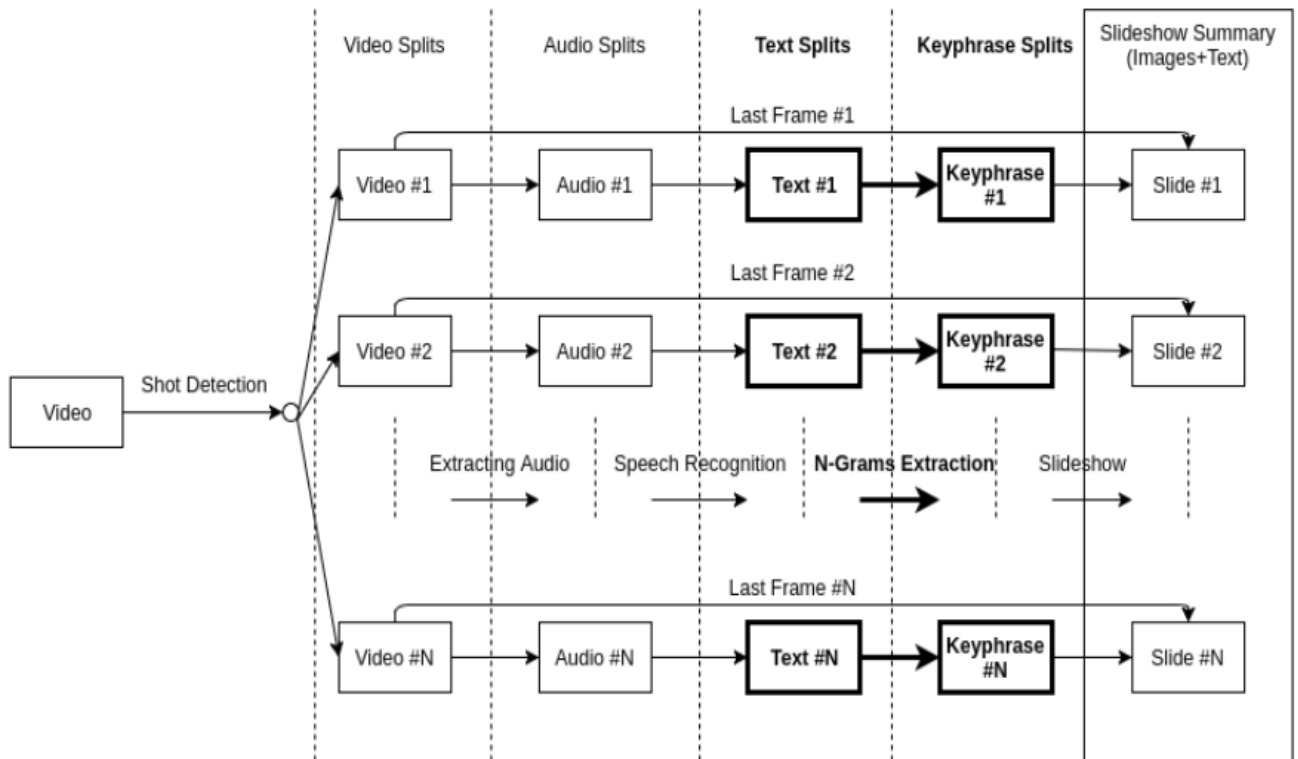 Video Splits
Audio Splits
Text Splits
Keyphrase Splits
Slideshow Summary
(Images+Text)
Last Frame #1
Video #1
Audio #1
Text #1
Keyphrase
#1
Slide #1
Last Frame #2
Video #2
Audio #2
Text #2
Keyphrase
#2
Slide #2
Video
Shot Detection
Extracting Audio
Speech Recognition
N-Grams Extraction
Slideshow
Last Frame #N
Video #N
Audio #N
Text #N
Keyphrase
#N
Slide #N